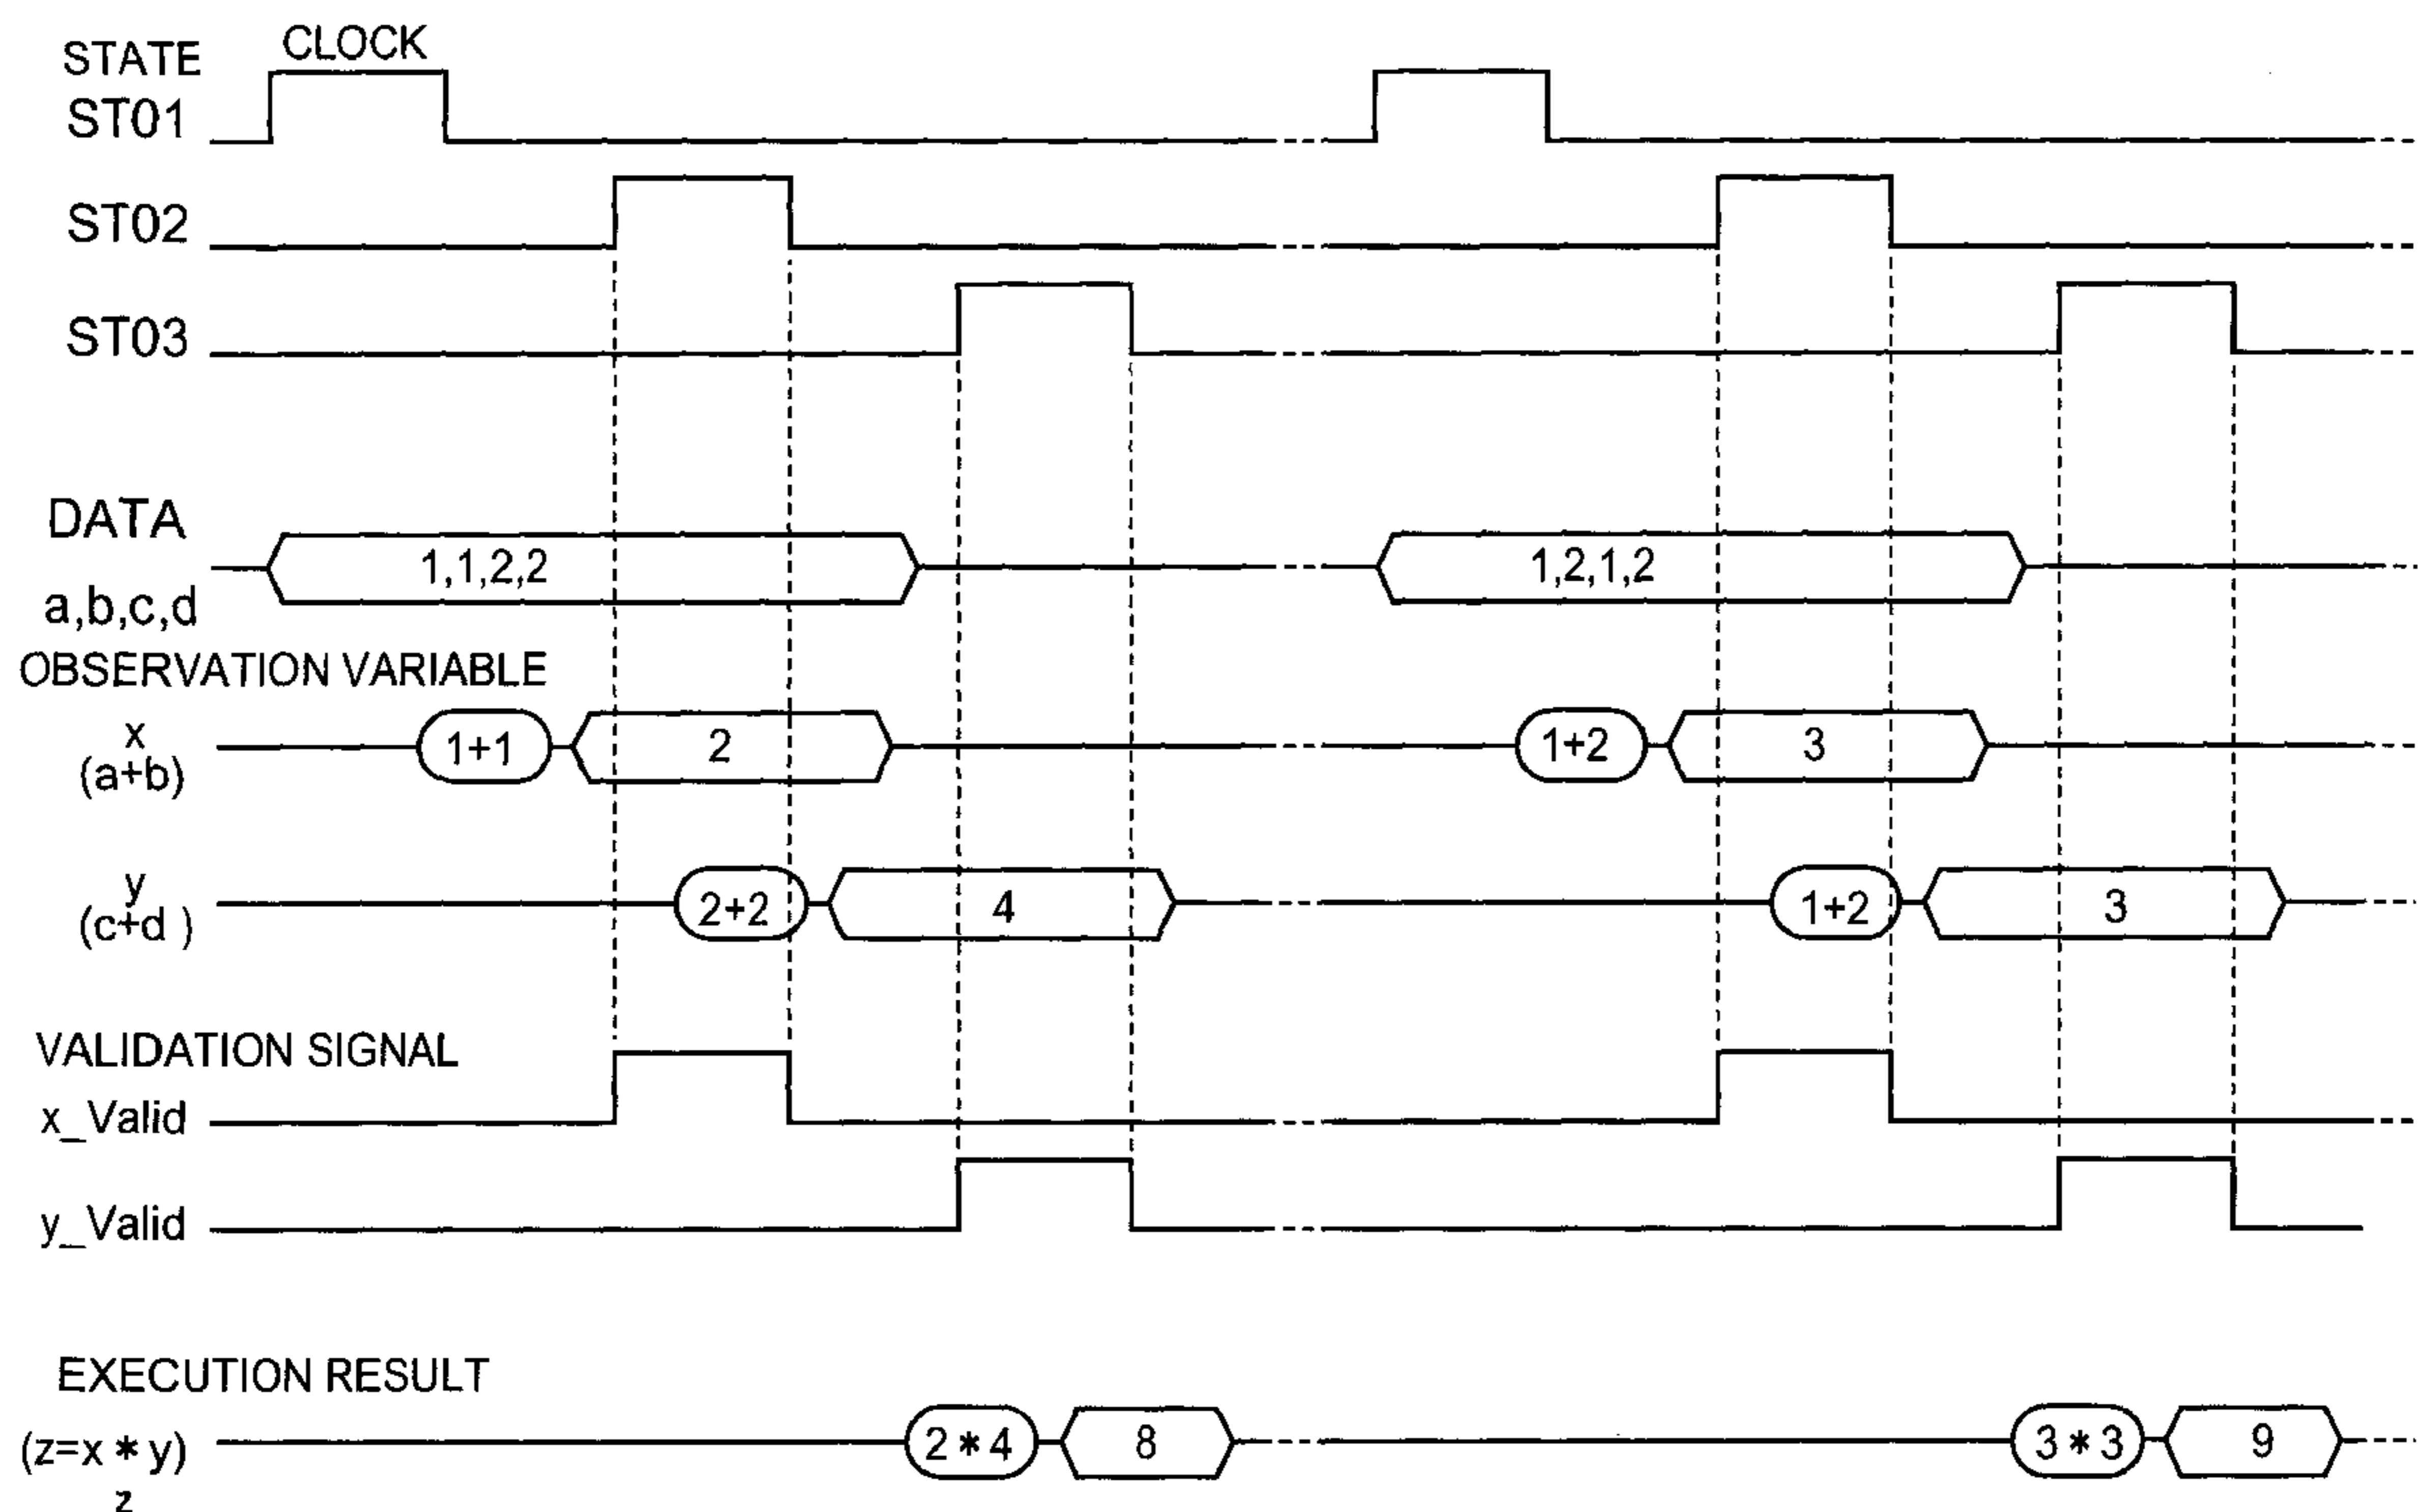 STATE CLOCK
ST01
ST02
ST03
DATA
1,1,2,2 1,2,1,2
a,b,c,d
OBSERVATION VARIABLE
x
(a+b)
1+1 2 1+2 3
y
(c+d )
2+2 4 1+2 3
VALIDATION SIGNAL
x_Valid
y_Valid
EXECUTION RESULT
(z=x * y) 2 * 4 8 3 * 3 9
z